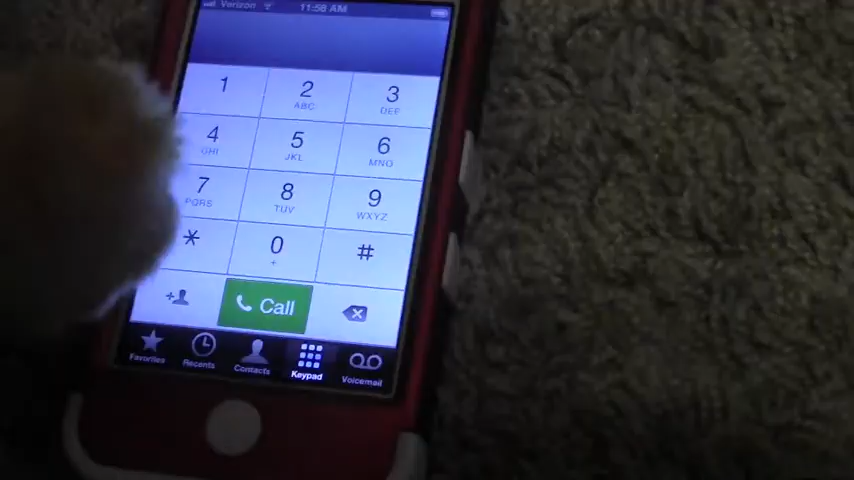 Verizon 11:56 AM
1 2 3
ABC DEF
4 5 6
GHI JKL MNO
7 8 9
PQRS TUV WXYZ
* 0 #
+
+ Call
Favorites Recents Contacts Keypad Voicemail